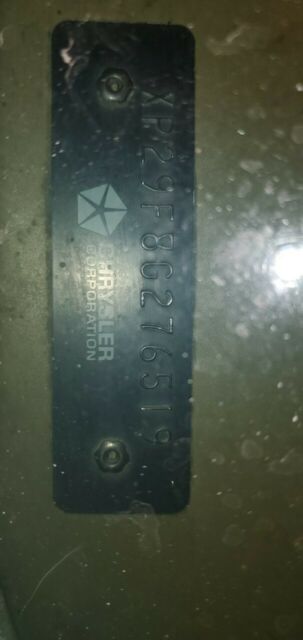 XP29F8G276519
CHRYSLER
CORPORATION